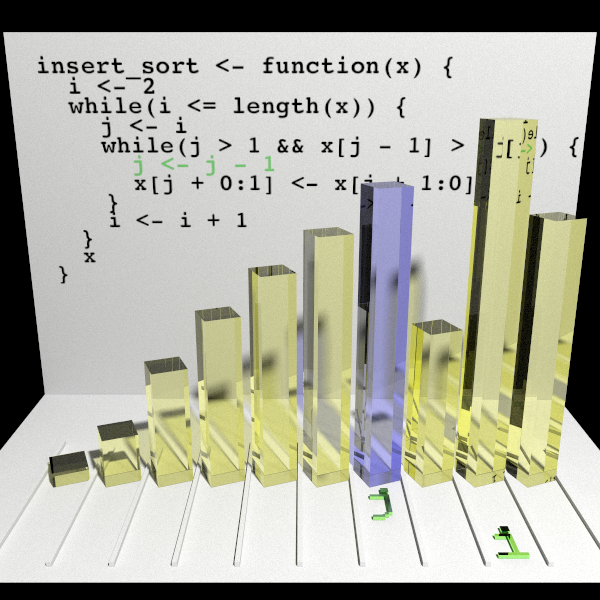 insert_sort <- function(x) {
i <- 2
while(i <= length(x)) {
j <- i
while(j > 1 && x[j - 1] > ) {
j <- j - 1
x[j + 0:1] <- x[j - 1:0]
}
i <- i + 1
}
x
}
j
i